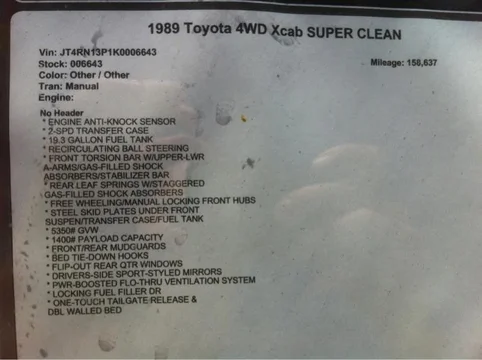 1989 Toyota 4WD Xcab SUPER CLEAN
Vin: JT4RN13P1K0006643
Mileage: 158,637
Stock: 006643
Color: Other / Other
Tran: Manual
Engine:
No Header
* ENGINE ANTI-KNOCK SENSOR
* 2-SPD TRANSFER CASE
* 19.3 GALLON FUEL TANK
* RECIRCULATING BALL STEERING
* FRONT TORSION BAR W/UPPER-LWR
A-ARMS/GAS-FILLED SHOCK
ABSORBERS/STABILIZER BAR
* REAR LEAF SPRINGS W/STAGGERED
GAS-FILLED SHOCK ABSORBERS
* FREE WHEELING/MANUAL LOCKING FRONT HUBS
* STEEL SKID PLATES UNDER FRONT
SUSPEN/TRANSFER CASE/FUEL TANK
* 5350# GVW
* 1400# PAYLOAD CAPACITY
* FRONT/REAR MUDGUARDS
* BED TIE-DOWN HOOKS
* FLIP-OUT REAR QTR WINDOWS
* DRIVERS-SIDE SPORT-STYLED MIRRORS
* PWR-BOOSTED FLO-THRU VENTILATION SYSTEM
* LOCKING FUEL FILLER DR
* ONE-TOUCH TAILGATE RELEASE &
DBL WALLED BED